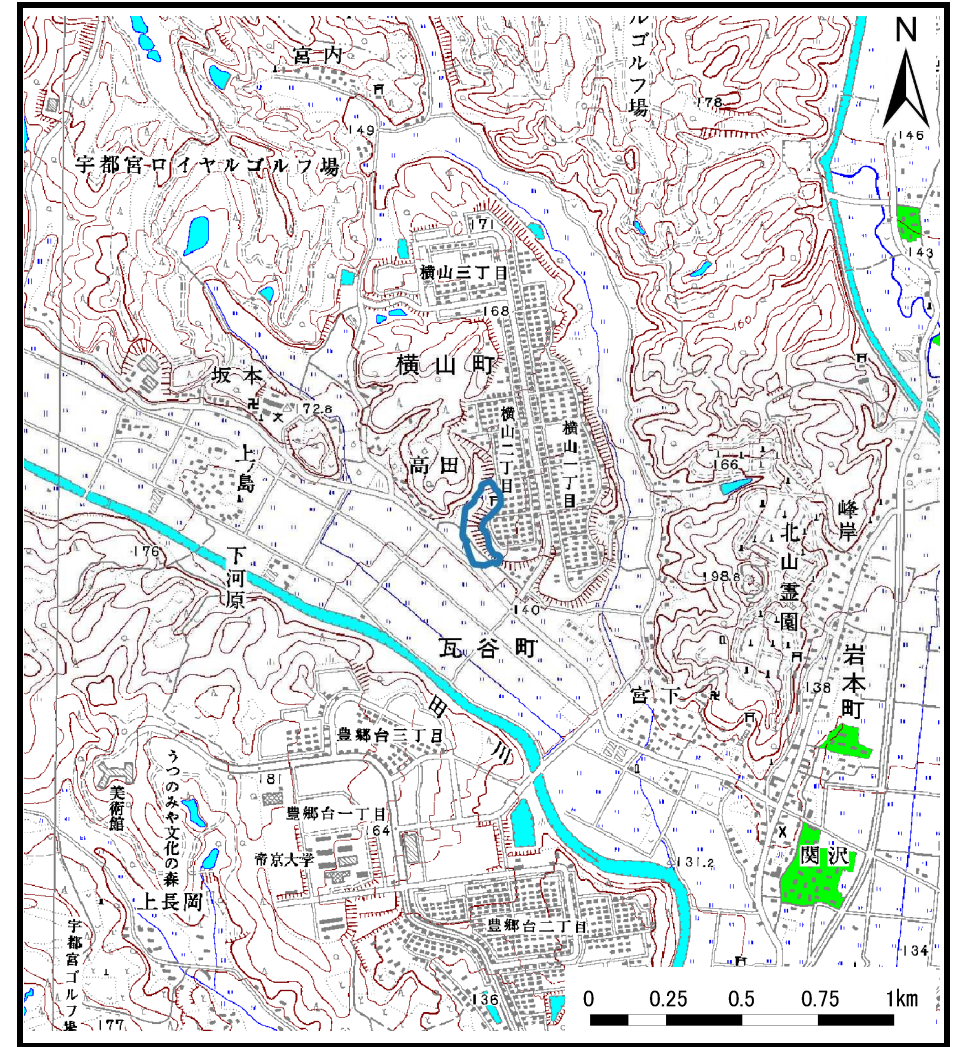 宮内
ルゴルフ場
N
178
149
146
宇都宮ロイヤルゴルフ場
143
171
横山三丁目
168
横山町
坂本
172.8
横山二丁目
横山一丁目
高田
上ノ島
166
峰岸
北山霊園
176
下河原
198.8
140
瓦谷町
岩本町
宮下
138
田川
豊郷台三丁目
181
うつのみや文化の森
美術館
豊郷台一丁目
164
帝京大学
131.2
関沢
上長岡
豊郷台二丁目
宇都宮ゴルフ場
134
136
177
0 0.25 0.5 0.75 1km